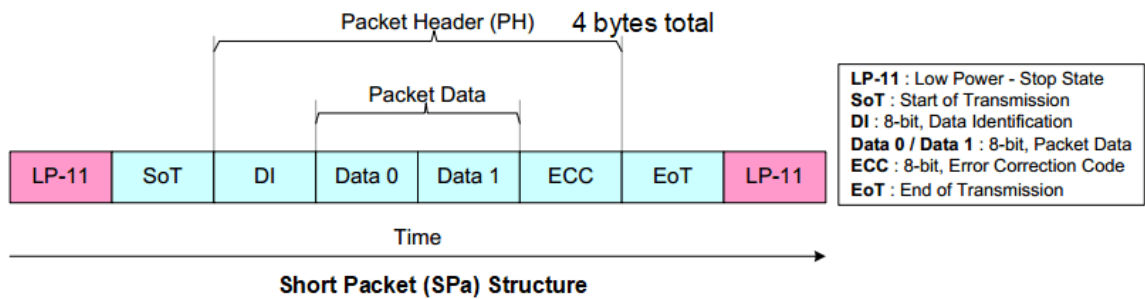 Packet Header (PH) 4 bytes total
Packet Data
LP-11 SoT DI Data 0 Data 1 ECC EoT LP-11
Time
Short Packet (SPa) Structure
LP-11 : Low Power - Stop State
SoT : Start of Transmission
DI : 8-bit, Data Identification
Data 0 / Data 1 : 8-bit, Packet Data
ECC : 8-bit, Error Correction Code
EoT : End of Transmission